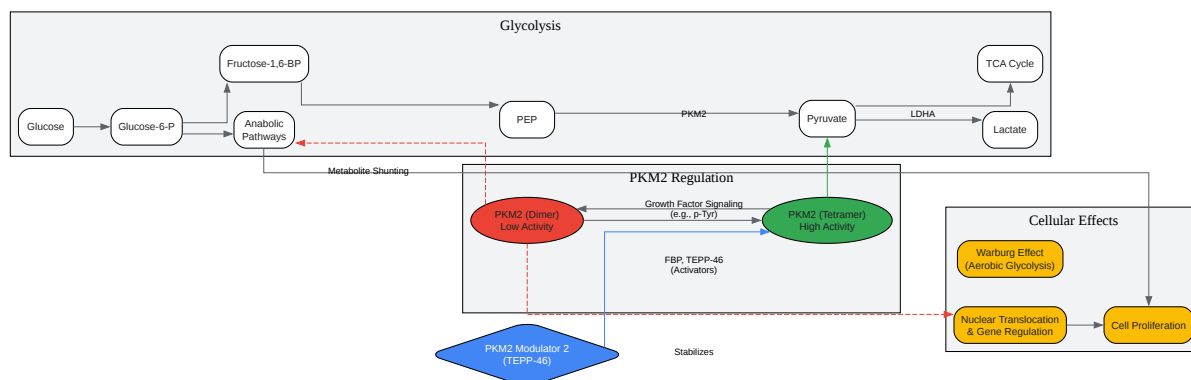 Glycolysis
Fructose-1,6-BP
TCA Cycle
Glucose
Glucose-6-P
Anabolic
Pathways
PEP
PKM2
Pyruvate
LDHA
Lactate
Metabolite Shunting
PKM2 Regulation
PKM2 (Dimer)
Low Activity
Growth Factor Signaling
(e.g., p-Tyr)
PKM2 (Tetramer)
High Activity
FBP, TEPP-46
(Activators)
Cellular Effects
Warburg Effect
(Aerobic Glycolysis)
Nuclear Translocation
& Gene Regulation
Cell Proliferation
PKM2 Modulator 2
(TEPP-46)
Stabilizes